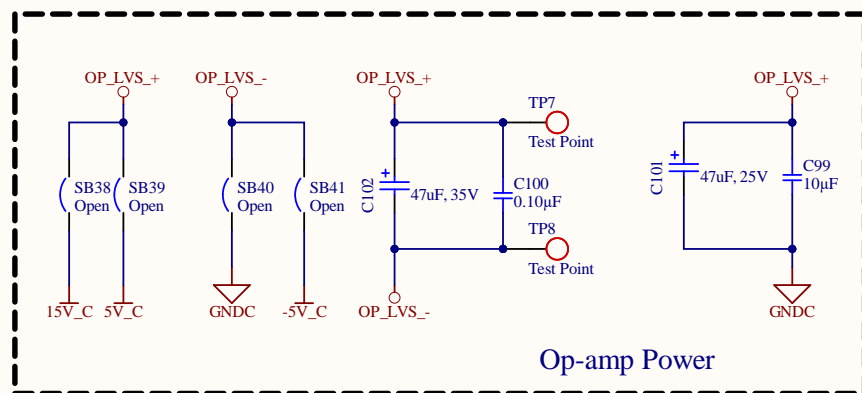 OP_LVS_+
OP_LVS_-
OP_LVS_+
OP_LVS_+
TP7
Test Point
SB38
Open
SB39
Open
SB40
Open
SB41
Open
C102
+
47uF, 35V
C100
0.10µF
C101
+
47uF, 25V
C99
10µF
TP8
Test Point
15V_C
5V_C
GNDC
-5V_C
OP_LVS_-
GNDC
Op-amp Power